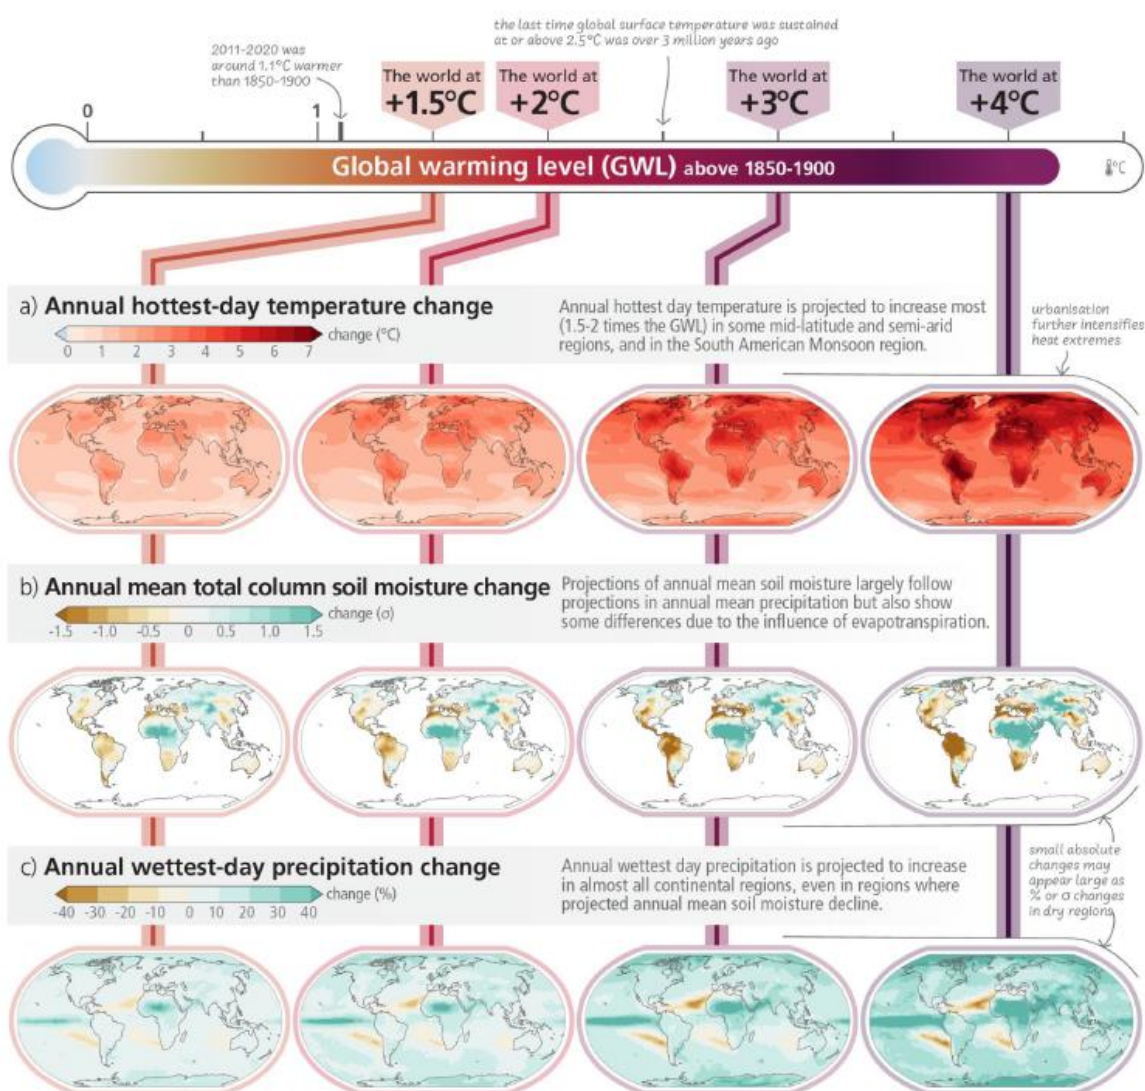 the last time global surface temperature was sustained
at or above 2.5°C was over 3 million years ago
2011-2020 was
around 1.1°C warmer
than 1850-1900
The world at
+1.5°C
The world at
+2°C
The world at
+3°C
The world at
+4°C
0
1
Global warming level (GWL) above 1850-1900
°C
a) Annual hottest-day temperature change
change (°C)
0 1 2 3 4 5 6 7
Annual hottest day temperature is projected to increase most
(1.5-2 times the GWL) in some mid-latitude and semi-arid
regions, and in the South American Monsoon region.
urbanisation
further intensifies
heat extremes
b) Annual mean total column soil moisture change
change (σ)
-1.5 -1.0 -0.5 0 0.5 1.0 1.5
Projections of annual mean soil moisture largely follow
projections in annual mean precipitation but also show
some differences due to the influence of evapotranspiration.
c) Annual wettest-day precipitation change
change (%)
-40 -30 -20 -10 0 10 20 30 40
Annual wettest day precipitation is projected to increase
in almost all continental regions, even in regions where
projected annual mean soil moisture decline.
small absolute
changes may
appear large as
% or σ changes
in dry regions